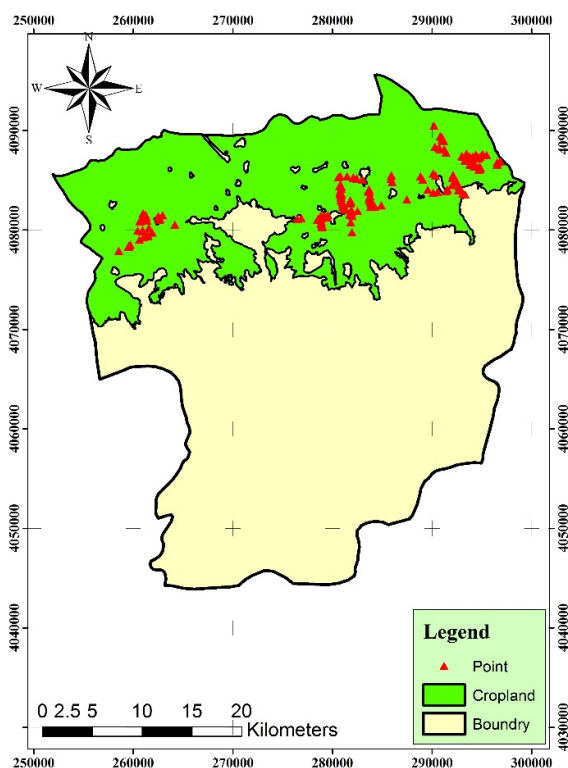 250000 260000 270000 280000 290000 300000
N
W E
S
4090000 4090000
4080000 4080000
4070000 4070000
4060000 4060000
4050000 4050000
4040000 4040000
4030000 4030000
Legend
Point
Cropland
Boundry
0 2.5 5 10 15 20
Kilometers
250000 260000 270000 280000 290000 300000